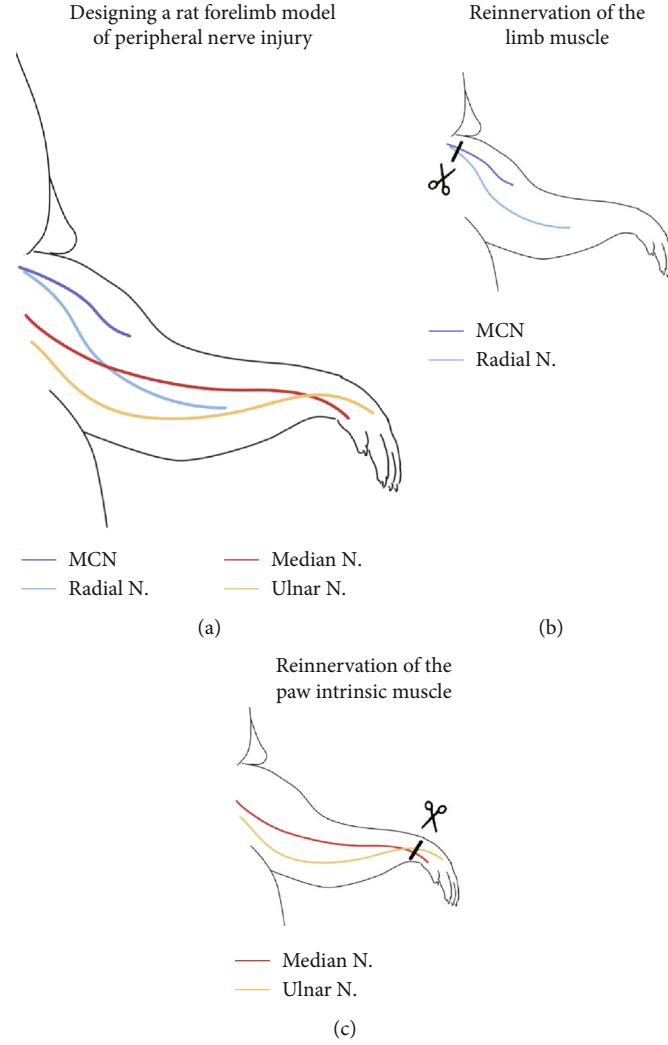 Designing a rat forelimb model
of peripheral nerve injury
MCN
Radial N.
Median N.
Ulnar N.
(a)
Reinnervation of the
limb muscle
MCN
Radial N.
(b)
Reinnervation of the
paw intrinsic muscle
Median N.
Ulnar N.
(c)